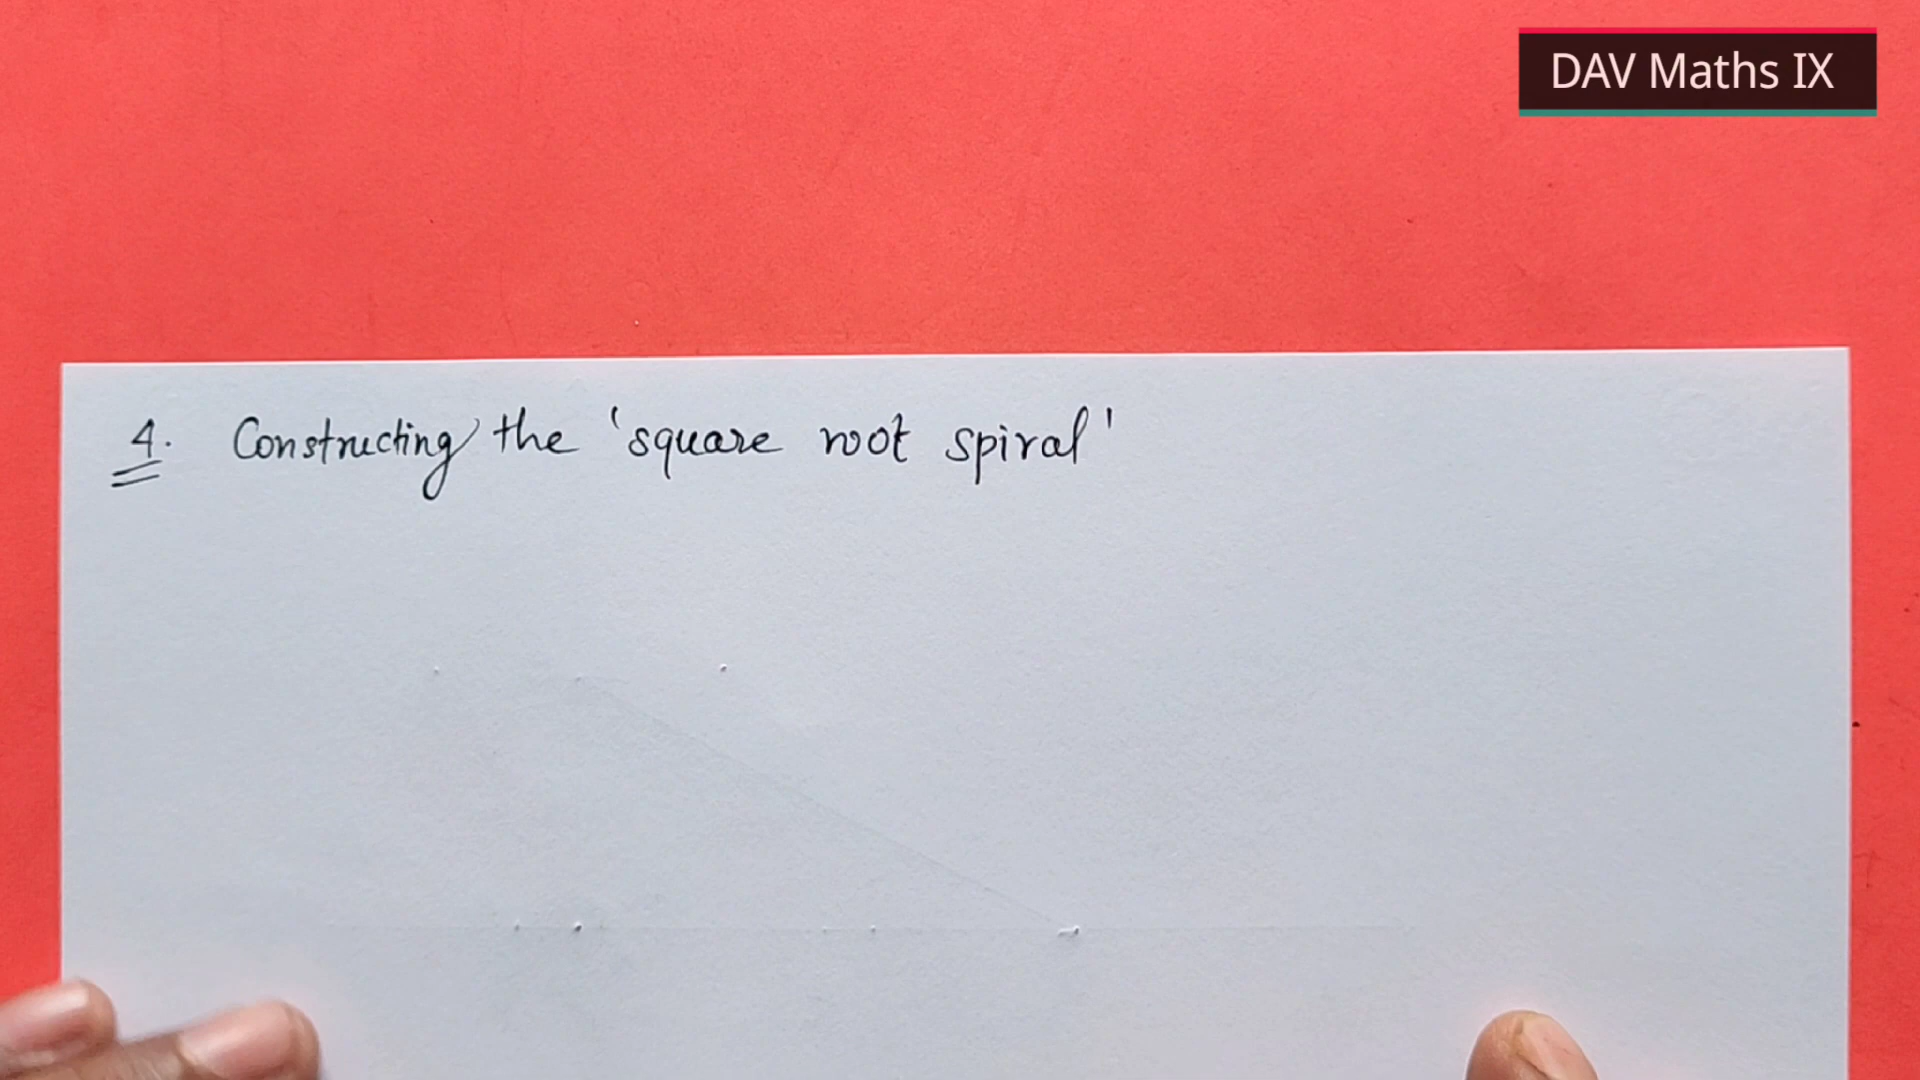 DAV Maths IX
4. Constructing the 'square root spiral'